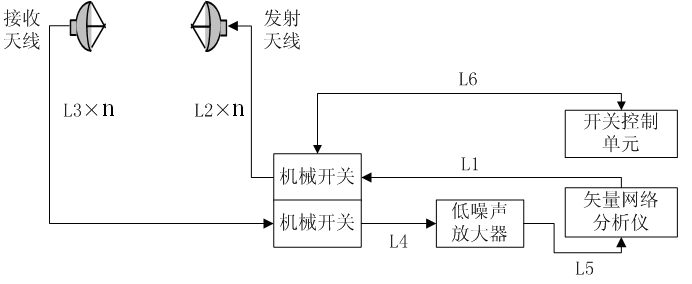 接收
天线
发射
天线
L3×n
L2×n
L6
开关控制
单元
机械开关
L1
机械开关
低噪声
放大器
矢量网络
分析仪
L4
L5